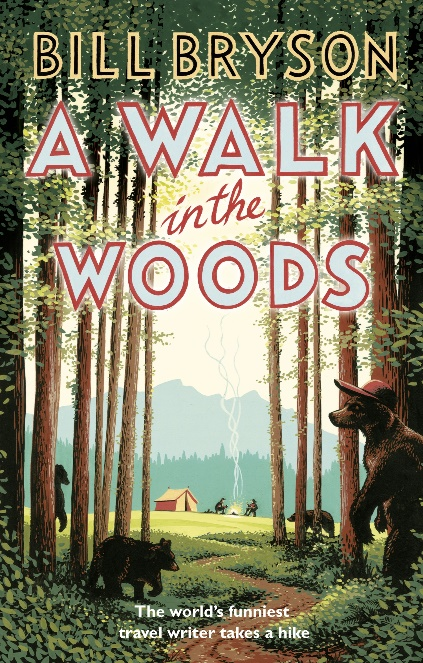 BILL BRYSON
A WALK
in the
WOODS
The world's funniest
travel writer takes a hike